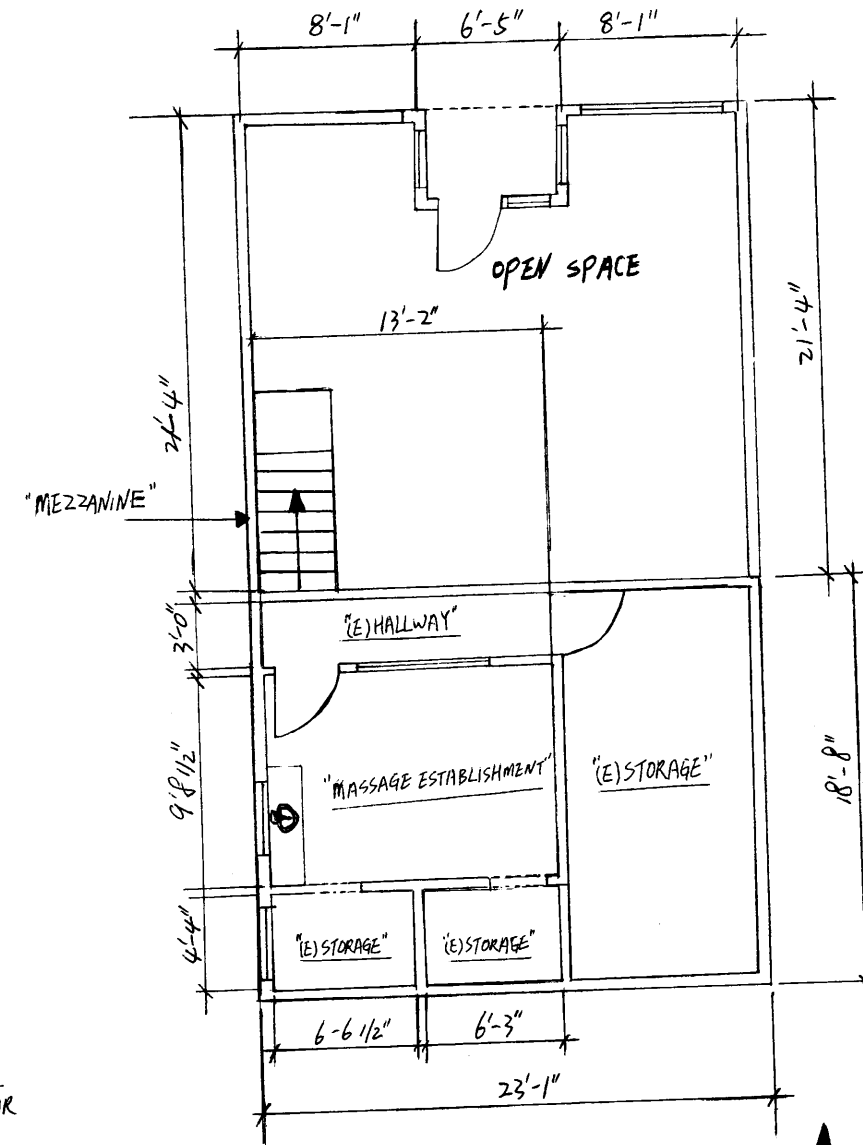 8'-1" 6'-5" 8'-1"
OPEN SPACE
13'-2"
21'-4"
21'-4"
"MEZZANINE"
"(E)HALLWAY"
3'-0"
"MASSAGE ESTABLISHMENT"
"(E)STORAGE"
9'8 1/2"
18'-8"
4'-4"
"(E)STORAGE" "(E)STORAGE"
6-6 1/2" 6'-3"
23'-1"